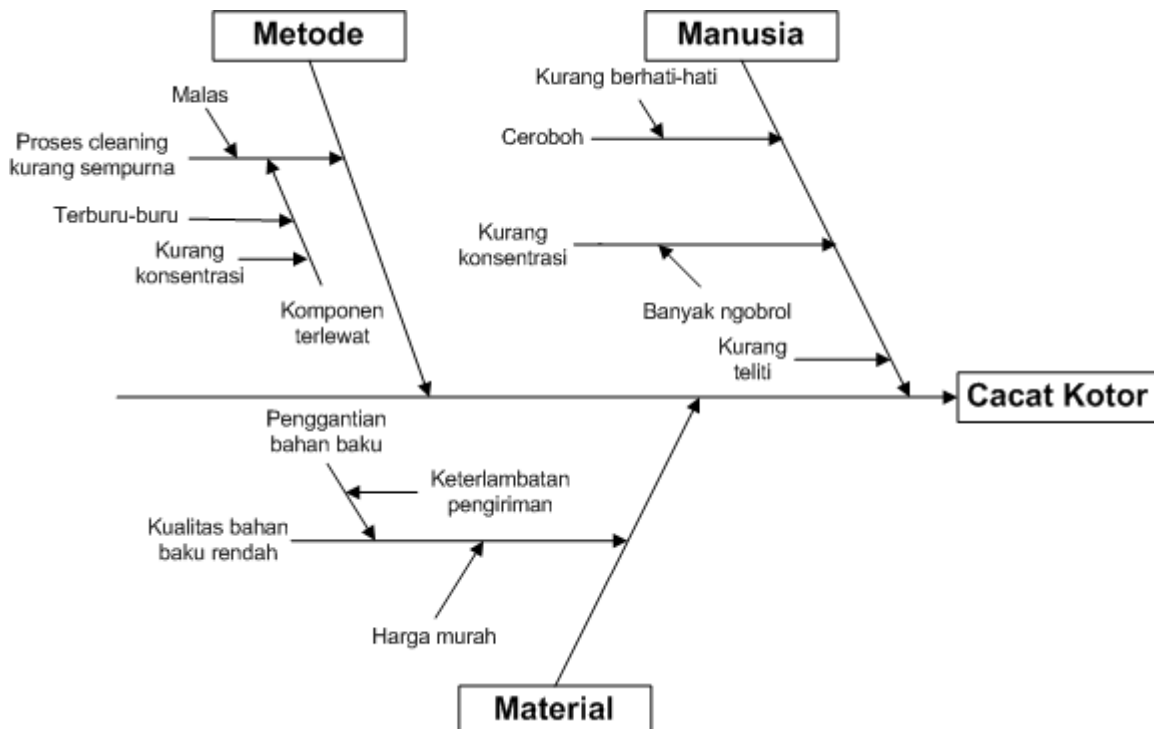 Metode
Manusia
Malas
Kurang berhati-hati
Proses cleaning
kurang sempurna
Ceroboh
Terburu-buru
Kurang
konsentrasi
Kurang
konsentrasi
Komponen
terlewat
Banyak ngobrol
Kurang
teliti
Cacat Kotor
Penggantian
bahan baku
Keterlambatan
pengiriman
Kualitas bahan
baku rendah
Harga murah
Material